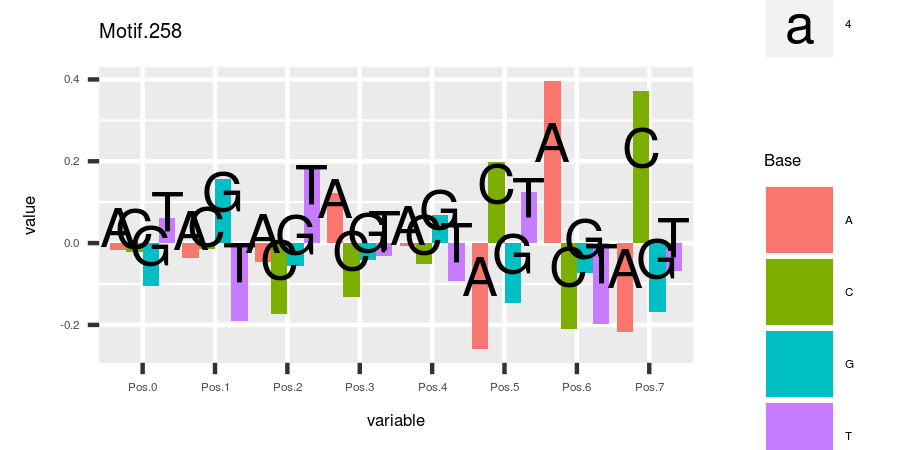 Motif.258
a 4
value
0.4
0.2
0.0
-0.2
A C G T A C G T A C G T A C G T A C G T A C G T A C G T A C G T
Pos.0 Pos.1 Pos.2 Pos.3 Pos.4 Pos.5 Pos.6 Pos.7
variable
Base
A
C
G
T